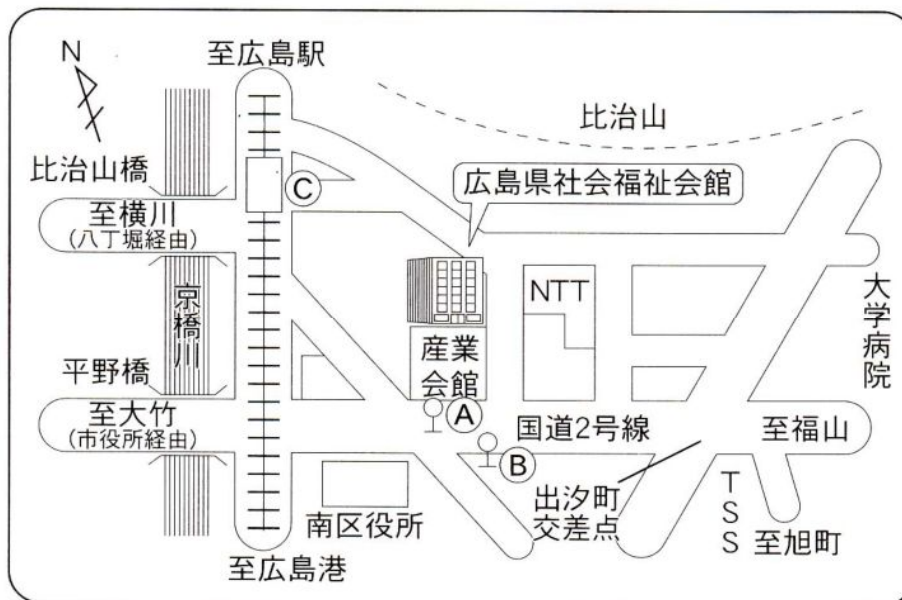 N
至広島駅
比治山
比治山橋
Ⓒ
広島県社会福祉会館
至横川
(八丁堀経由)
京橋川
NTT
大学病院
産業
会館
平野橋
至大竹
(市役所経由)
Ⓐ
国道2号線
至福山
Ⓑ
南区役所
出汐町
交差点
TSS
至旭町
至広島港